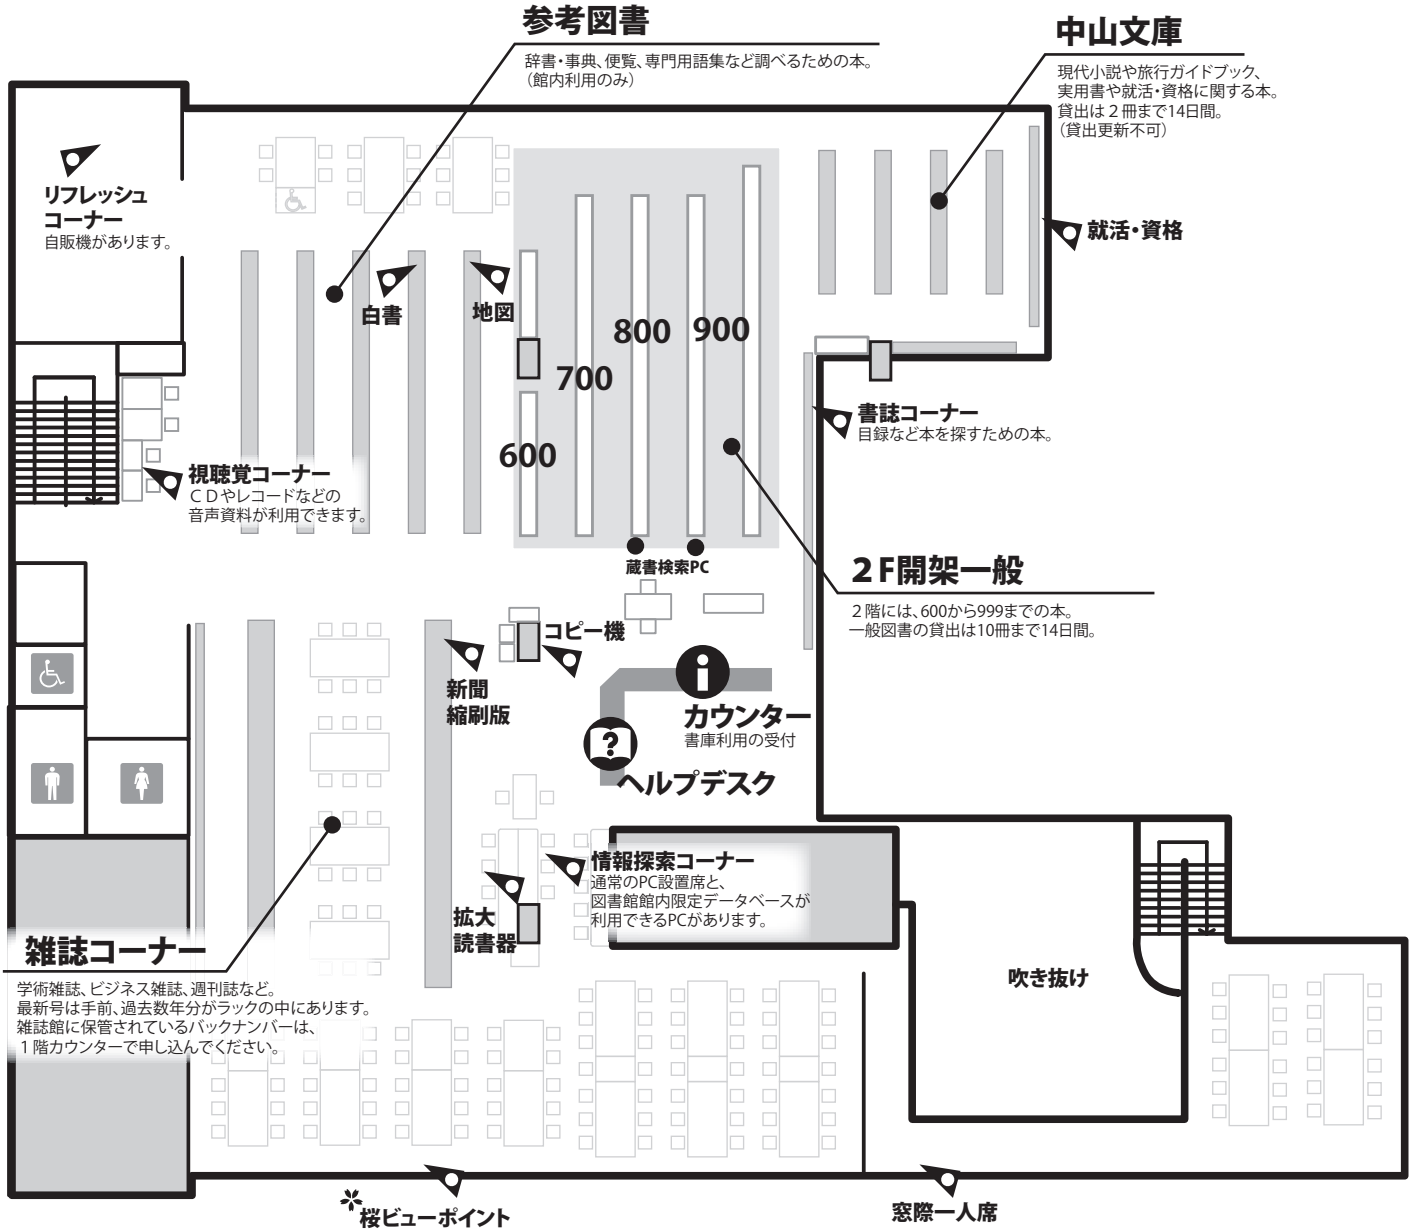 参考図書
辞書・事典、便覧、専門用語集など調べるための本。
（館内利用のみ）
中山文庫
現代小説や旅行ガイドブック、
実用書や就活・資格に関する本。
貸出は２冊まで14日間。
（貸出更新不可）
リフレッシュ
コーナー
自販機があります。
就活・資格
白書
地図
800
900
700
600
書誌コーナー
目録など本を探すための本。
視聴覚コーナー
ＣＤやレコードなどの
音声資料が利用できます。
蔵書検索PC
２F開架一般
２階には、600から999までの本。
一般図書の貸出は10冊まで14日間。
コピー機
新聞
縮刷版
カウンター
書庫利用の受付
?
ヘルプデスク
情報探索コーナー
通常のPC設置席と、
図書館館内限定データベースが
利用できるPCがあります。
拡大
読書器
雑誌コーナー
学術雑誌、ビジネス雑誌、週刊誌など。
最新号は手前、過去数年分がラックの中にあります。
雑誌館に保管されているバックナンバーは、
１階カウンターで申し込んでください。
吹き抜け
桜ビューポイント
窓際一人席